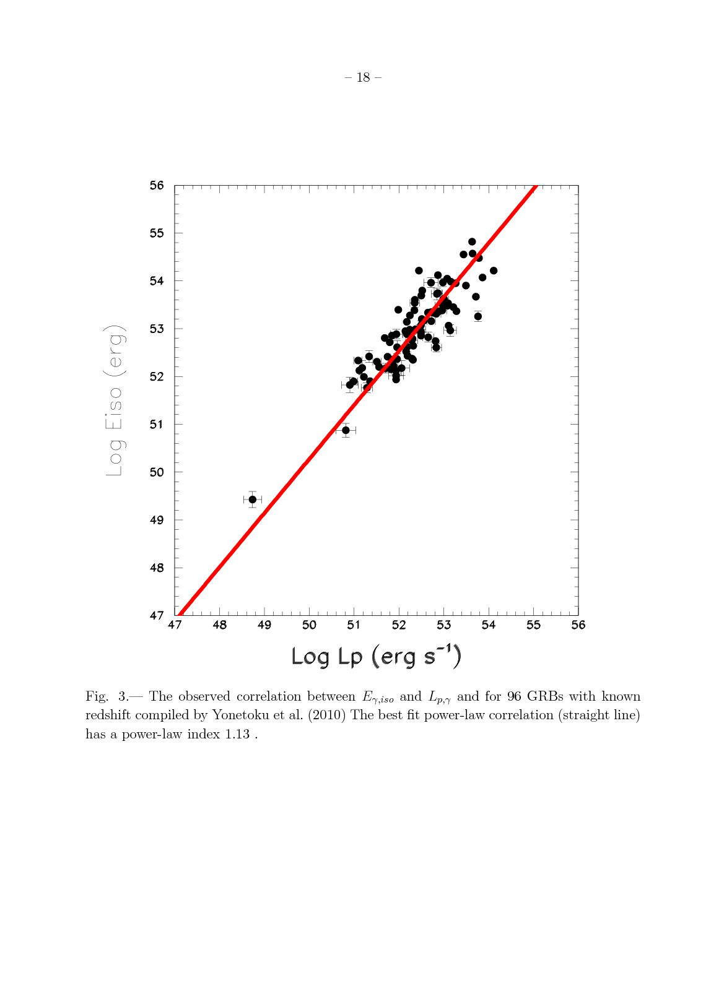 – 18 –
56
55
54
53
52
51
50
49
48
47
Log Eiso (erg)
47 48 49 50 51 52 53 54 55 56
Log Lp (erg s⁻¹)
Fig. 3.— The observed correlation between Eγ,iso and Lp,γ and for 96 GRBs with known
redshift compiled by Yonetoku et al. (2010) The best fit power-law correlation (straight line)
has a power-law index 1.13 .